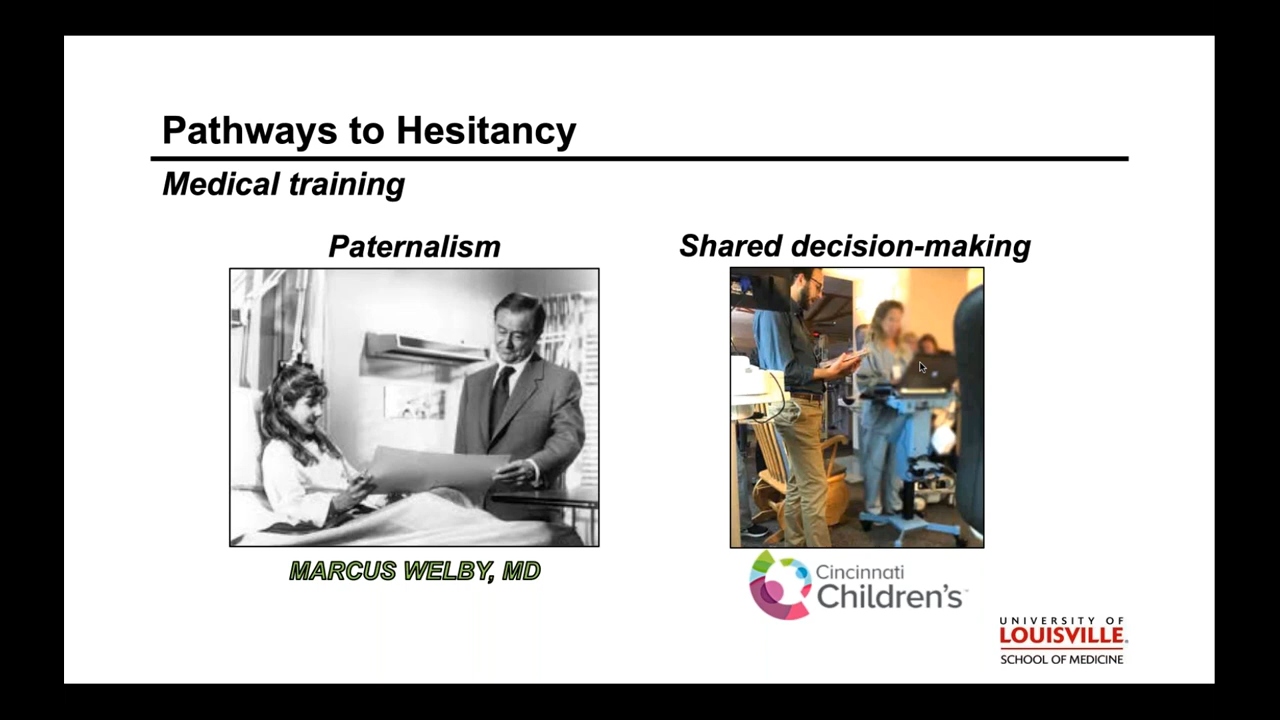 Pathways to Hesitancy
Medical training
Paternalism
Shared decision-making
MARCUS WELBY, MD
Cincinnati
Children's™
UNIVERSITY OF
LOUISVILLE®
SCHOOL OF MEDICINE